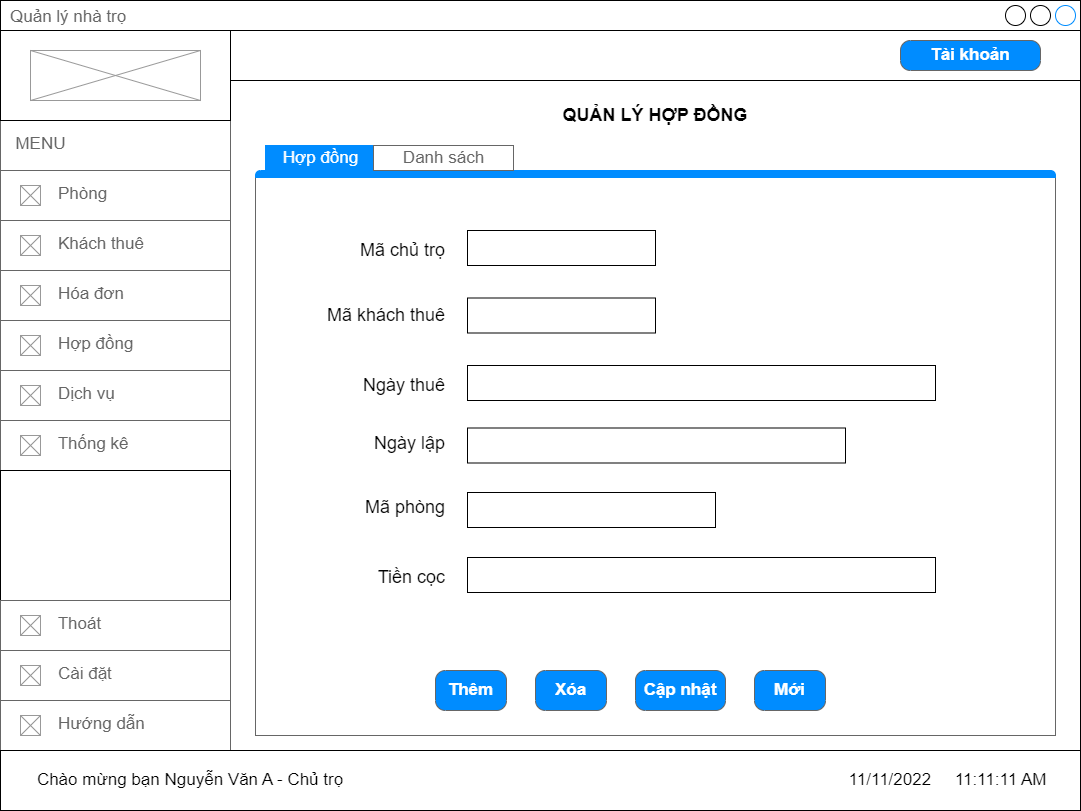 Quản lý nhà trọ
Tài khoản
MENU
Phòng
Khách thuê
Hóa đơn
Hợp đồng
Dịch vụ
Thống kê
Thoát
Cài đặt
Hướng dẫn
QUẢN LÝ HỢP ĐỒNG
Hợp đồng Danh sách
Mã chủ trọ
Mã khách thuê
Ngày thuê
Ngày lập
Mã phòng
Tiền cọc
Thêm Xóa Cập nhật Mới
Chào mừng bạn Nguyễn Văn A - Chủ trọ 11/11/2022 11:11:11 AM